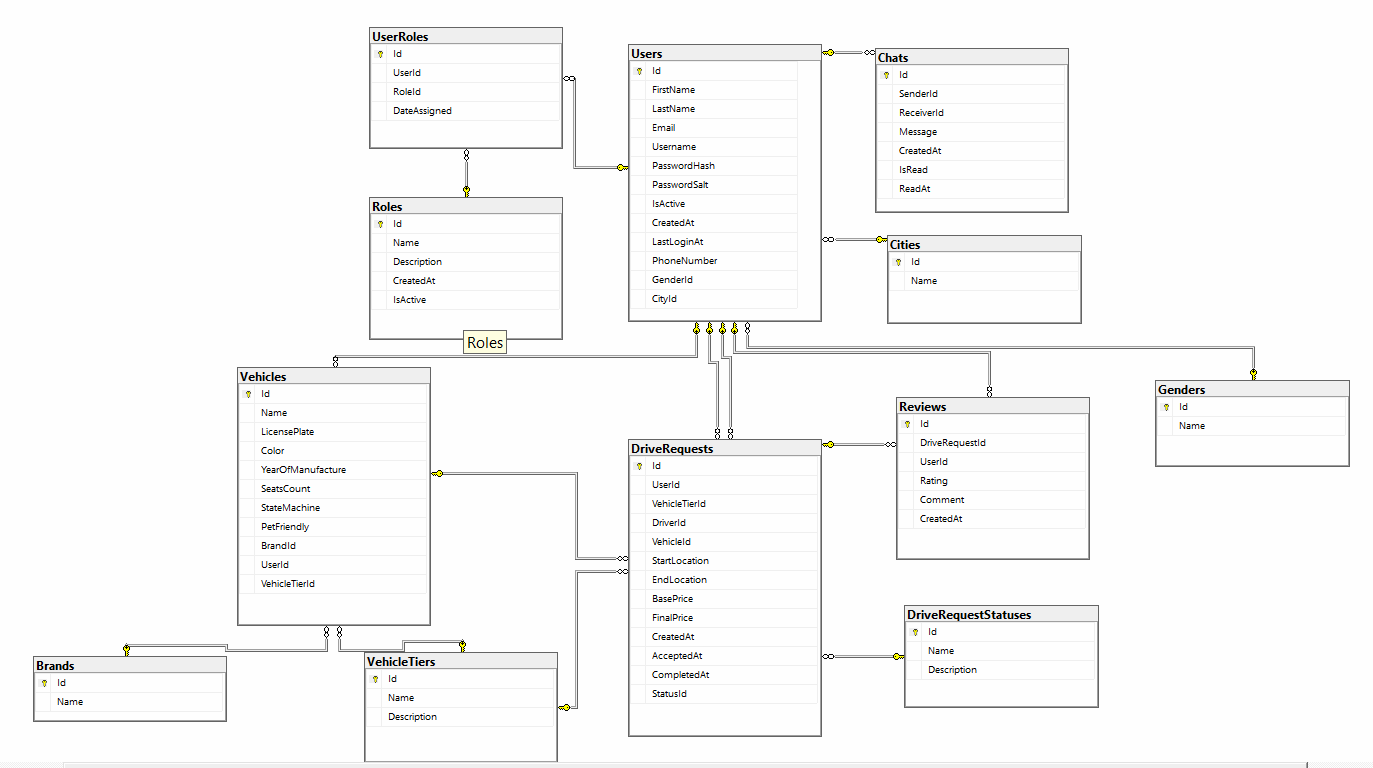 UserRoles
Id
UserId
RoleId
DateAssigned
Users
Id
FirstName
LastName
Email
Username
PasswordHash
PasswordSalt
IsActive
CreatedAt
LastLoginAt
PhoneNumber
GenderId
CityId
Chats
Id
SenderId
ReceiverId
Message
CreatedAt
IsRead
ReadAt
Roles
Id
Name
Description
CreatedAt
IsActive
Roles
Cities
Id
Name
Vehicles
Id
Name
LicensePlate
Color
YearOfManufacture
SeatsCount
StateMachine
PetFriendly
BrandId
UserId
VehicleTierId
DriveRequests
Id
UserId
VehicleTierId
DriverId
VehicleId
StartLocation
EndLocation
BasePrice
FinalPrice
CreatedAt
AcceptedAt
CompletedAt
StatusId
Reviews
Id
DriveRequestId
UserId
Rating
Comment
CreatedAt
Genders
Id
Name
DriveRequestStatuses
Id
Name
Description
Brands
Id
Name
VehicleTiers
Id
Name
Description